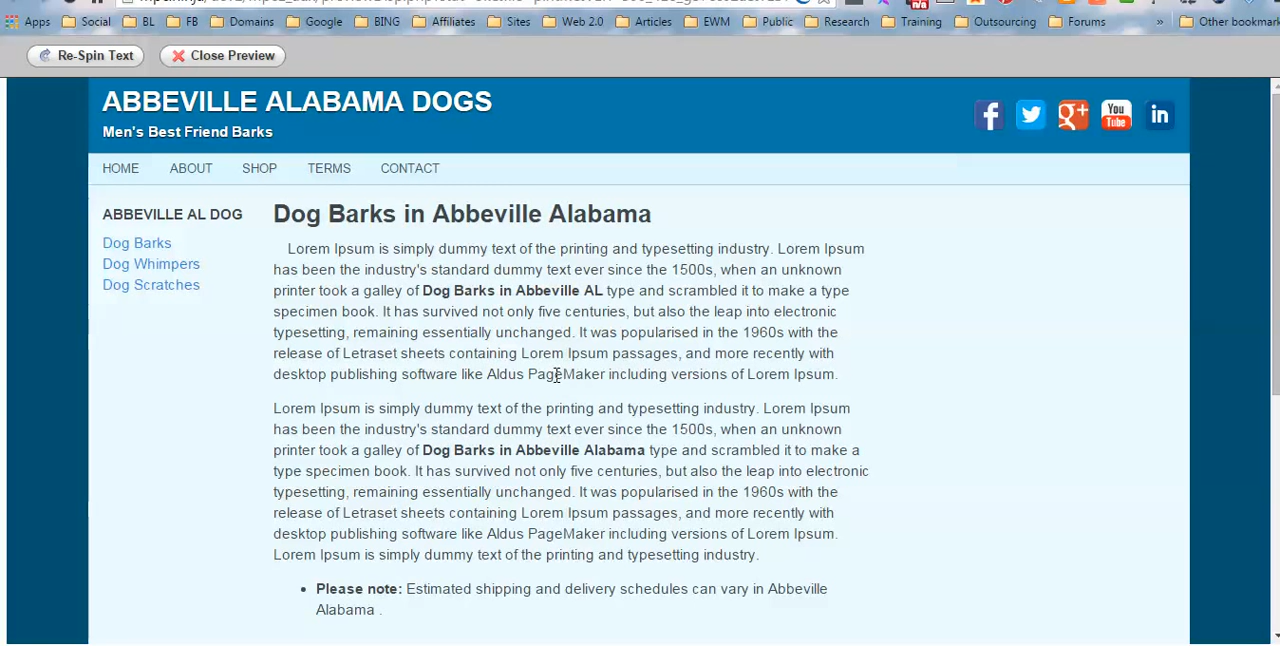 Apps Social BL FB Domains Google BING Affiliates Sites Web 2.0 Articles EWM Public Research Training Outsourcing Forums » Other bookmark
Re-Spin Text Close Preview
ABBEVILLE ALABAMA DOGS
Men's Best Friend Barks
f g+ You Tube in
HOME ABOUT SHOP TERMS CONTACT
ABBEVILLE AL DOG
Dog Barks
Dog Whimpers
Dog Scratches
Dog Barks in Abbeville Alabama
Lorem Ipsum is simply dummy text of the printing and typesetting industry. Lorem Ipsum
has been the industry's standard dummy text ever since the 1500s, when an unknown
printer took a galley of Dog Barks in Abbeville AL type and scrambled it to make a type
specimen book. It has survived not only five centuries, but also the leap into electronic
typesetting, remaining essentially unchanged. It was popularised in the 1960s with the
release of Letraset sheets containing Lorem Ipsum passages, and more recently with
desktop publishing software like Aldus PageMaker including versions of Lorem Ipsum.
Lorem Ipsum is simply dummy text of the printing and typesetting industry. Lorem Ipsum
has been the industry's standard dummy text ever since the 1500s, when an unknown
printer took a galley of Dog Barks in Abbeville Alabama type and scrambled it to make a
type specimen book. It has survived not only five centuries, but also the leap into electronic
typesetting, remaining essentially unchanged. It was popularised in the 1960s with the
release of Letraset sheets containing Lorem Ipsum passages, and more recently with
desktop publishing software like Aldus PageMaker including versions of Lorem Ipsum.
Lorem Ipsum is simply dummy text of the printing and typesetting industry.
• Please note: Estimated shipping and delivery schedules can vary in Abbeville
Alabama .